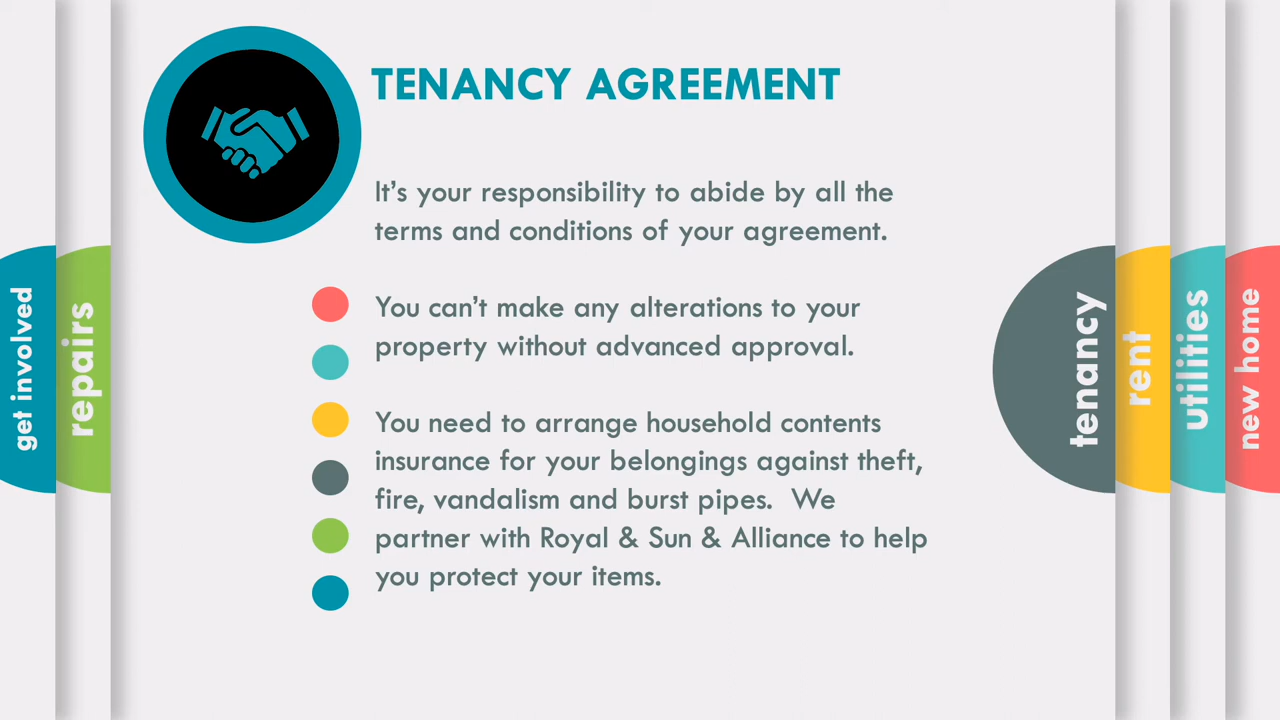 TENANCY AGREEMENT
It's your responsibility to abide by all the
terms and conditions of your agreement.
You can't make any alterations to your
property without advanced approval.
You need to arrange household contents
insurance for your belongings against theft,
fire, vandalism and burst pipes.  We
partner with Royal & Sun & Alliance to help
you protect your items.
get involved
repairs
tenancy
rent
utilities
new home